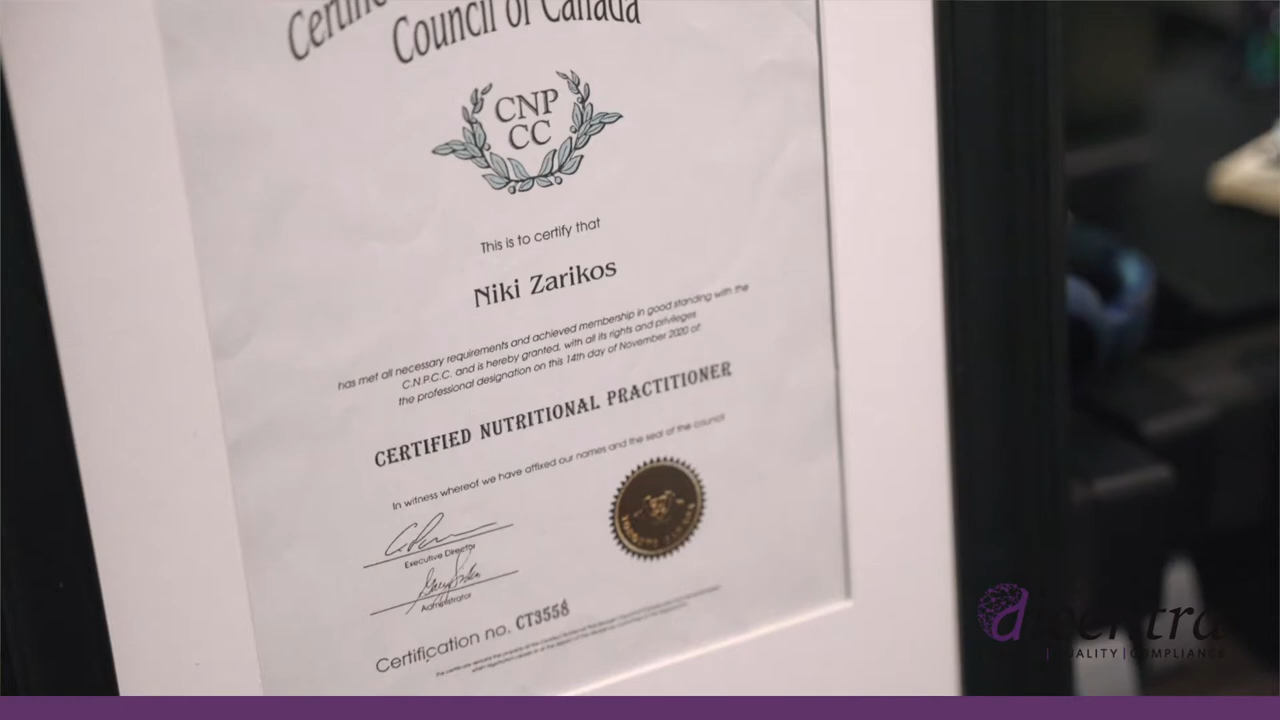 Council of Canada
CNP
CC
This is to certify that
Niki Zarikos
has met all necessary requirements and achieved membership in good standing with the
C.N.P.C.C. and is hereby granted, with all its rights and privileges
the professional designation on this 14th day of November 2020 of:
CERTIFIED NUTRITIONAL PRACTITIONER
In witness whereof we have affixed our names and the seal of the council
Executive Director
Administrator
Certification no. CT3558
dicentra
QUALITY | COMPLIANCE